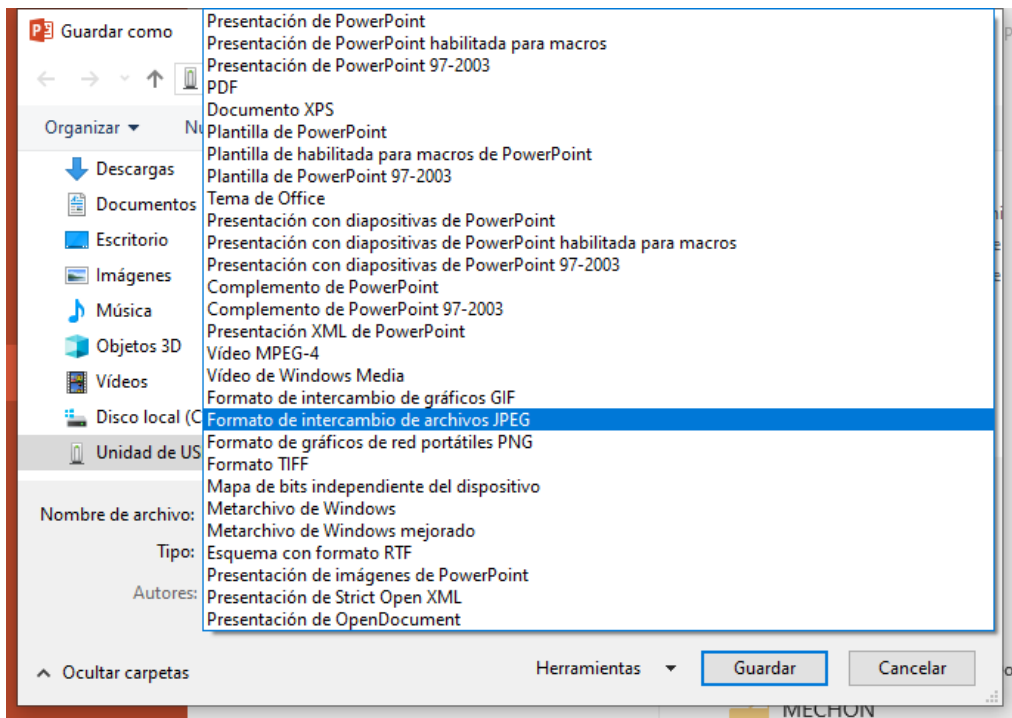 Guardar como
Organizar
Descargas
Documentos
Escritorio
Imágenes
Música
Objetos 3D
Vídeos
Disco local (C
Unidad de US
Presentación de PowerPoint
Presentación de PowerPoint habilitada para macros
Presentación de PowerPoint 97-2003
PDF
Documento XPS
Plantilla de PowerPoint
Plantilla de habilitada para macros de PowerPoint
Plantilla de PowerPoint 97-2003
Tema de Office
Presentación con diapositivas de PowerPoint
Presentación con diapositivas de PowerPoint habilitada para macros
Presentación con diapositivas de PowerPoint 97-2003
Complemento de PowerPoint
Complemento de PowerPoint 97-2003
Presentación XML de PowerPoint
Vídeo MPEG-4
Vídeo de Windows Media
Formato de intercambio de gráficos GIF
Formato de intercambio de archivos JPEG
Formato de gráficos de red portátiles PNG
Formato TIFF
Mapa de bits independiente del dispositivo
Metarchivo de Windows
Metarchivo de Windows mejorado
Esquema con formato RTF
Presentación de imágenes de PowerPoint
Presentación de Strict Open XML
Presentación de OpenDocument
Nombre de archivo:
Tipo:
Autores:
Ocultar carpetas
Herramientas
Guardar
Cancelar
MECHON